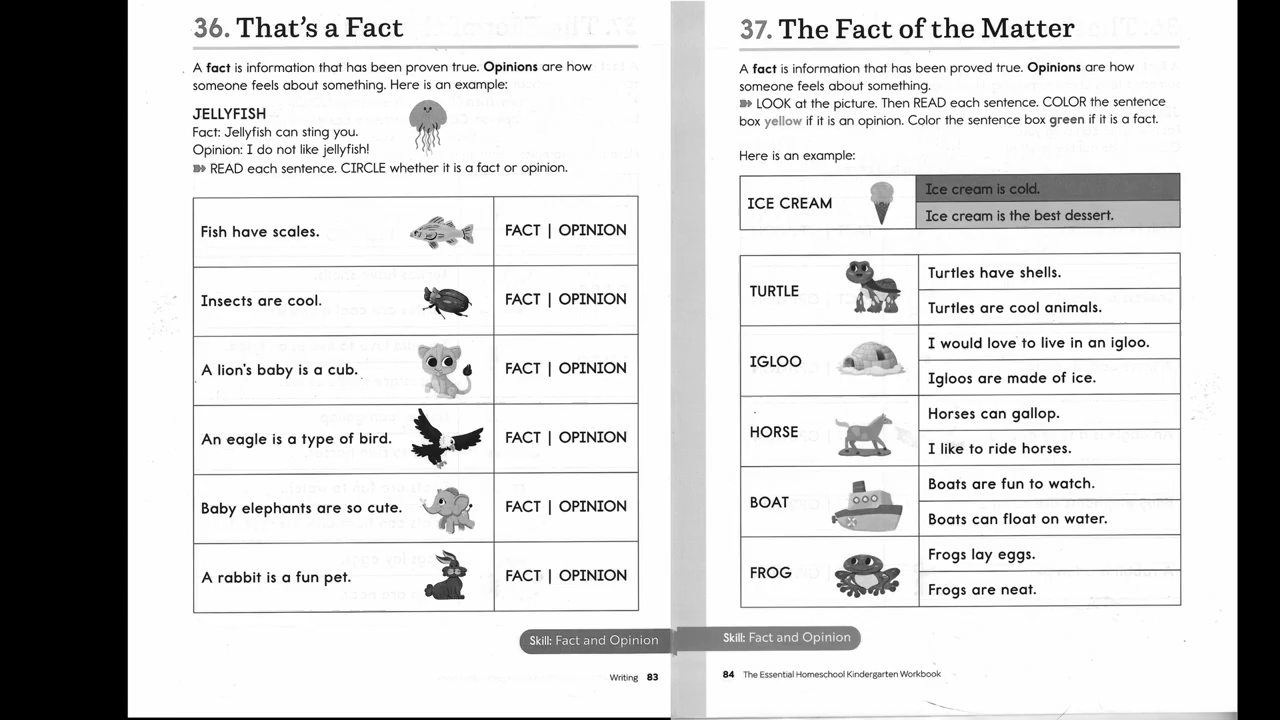 36. That's a Fact
A fact is information that has been proven true. Opinions are how
someone feels about something. Here is an example:
JELLYFISH
Fact: Jellyfish can sting you.
Opinion: I do not like jellyfish!
READ each sentence. CIRCLE whether it is a fact or opinion.
Fish have scales. FACT | OPINION
Insects are cool. FACT | OPINION
A lion's baby is a cub. FACT | OPINION
An eagle is a type of bird. FACT | OPINION
Baby elephants are so cute. FACT | OPINION
A rabbit is a fun pet. FACT | OPINION
Skill: Fact and Opinion
Writing 83
37. The Fact of the Matter
A fact is information that has been proved true. Opinions are how
someone feels about something.
LOOK at the picture. Then READ each sentence. COLOR the sentence
box yellow if it is an opinion. Color the sentence box green if it is a fact.
Here is an example:
ICE CREAM
Ice cream is cold.
Ice cream is the best dessert.
TURTLE
Turtles have shells.
Turtles are cool animals.
IGLOO
I would love to live in an igloo.
Igloos are made of ice.
HORSE
Horses can gallop.
I like to ride horses.
BOAT
Boats are fun to watch.
Boats can float on water.
FROG
Frogs lay eggs.
Frogs are neat.
Skill: Fact and Opinion
84 The Essential Homeschool Kindergarten Workbook